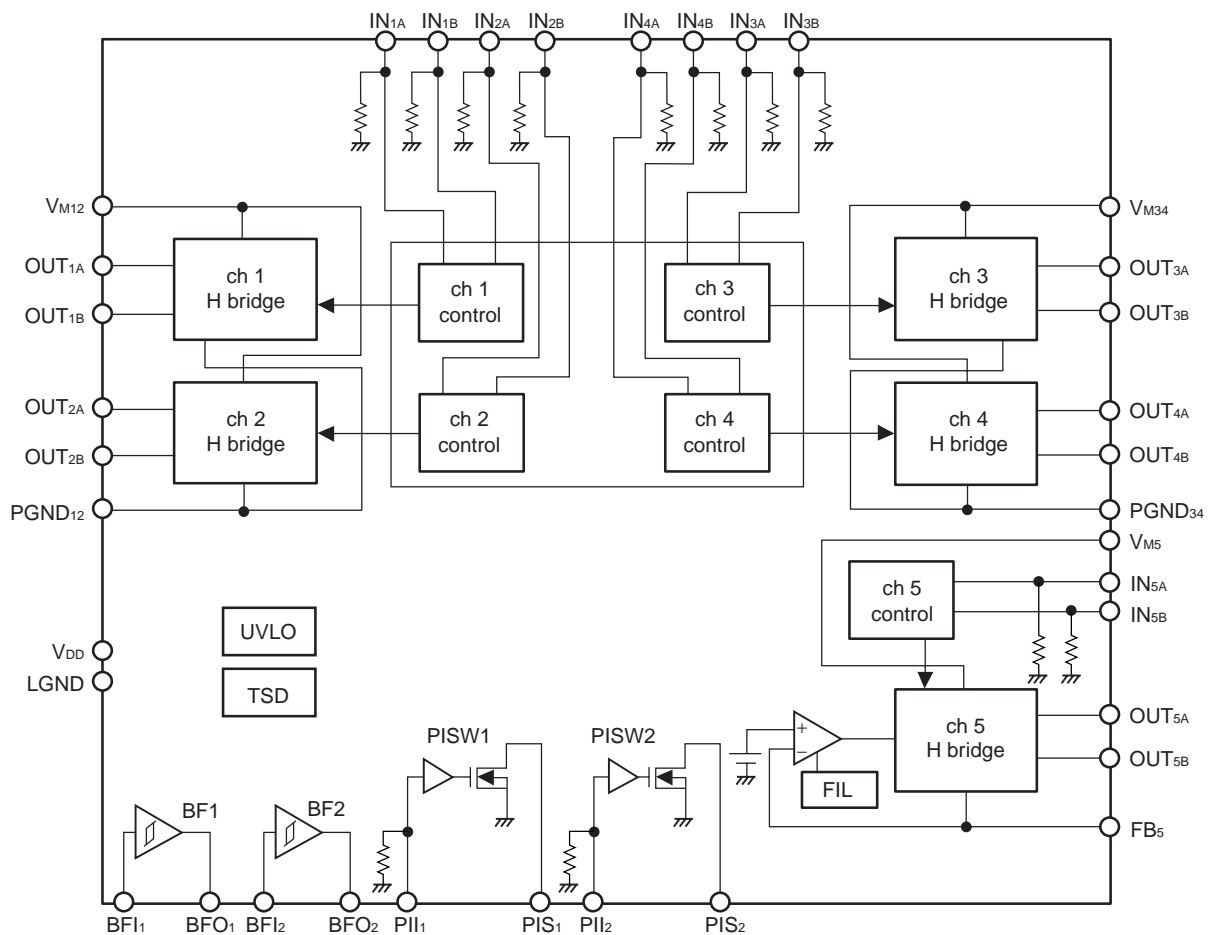 IN1A IN1B IN2A IN2B IN4A IN4B IN3A IN3B
VM12
VM34
OUT1A
OUT1B
ch 1
H bridge
ch 1
control
ch 3
control
ch 3
H bridge
OUT3A
OUT3B
OUT2A
OUT2B
ch 2
H bridge
ch 2
control
ch 4
control
ch 4
H bridge
OUT4A
OUT4B
PGND12
PGND34
VM5
ch 5
control
IN5A
IN5B
UVLO
VDD
LGND
TSD
PISW1
PISW2
+
−
ch 5
H bridge
OUT5A
OUT5B
FIL
BF1
BF2
FB5
BFI1 BFO1 BFI2 BFO2 PII1 PIS1 PII2 PIS2